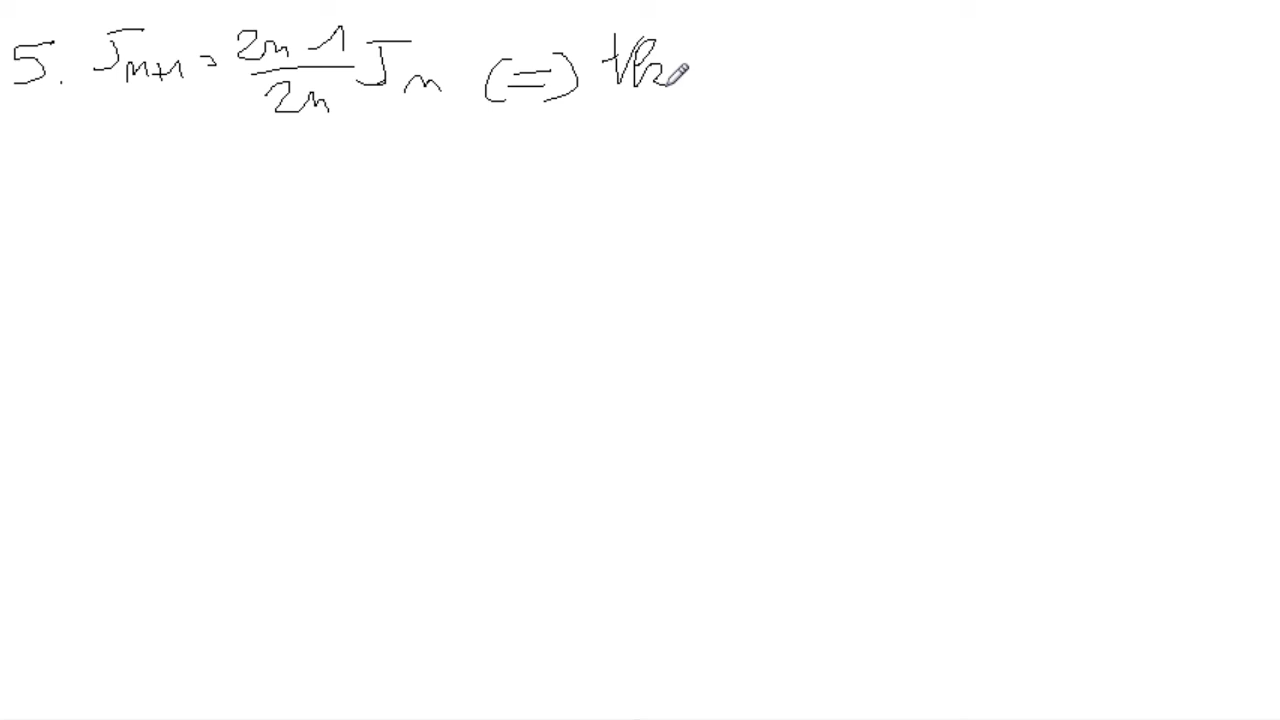 5. J_{n+1} = \frac{2n-1}{2n} J_n (=)